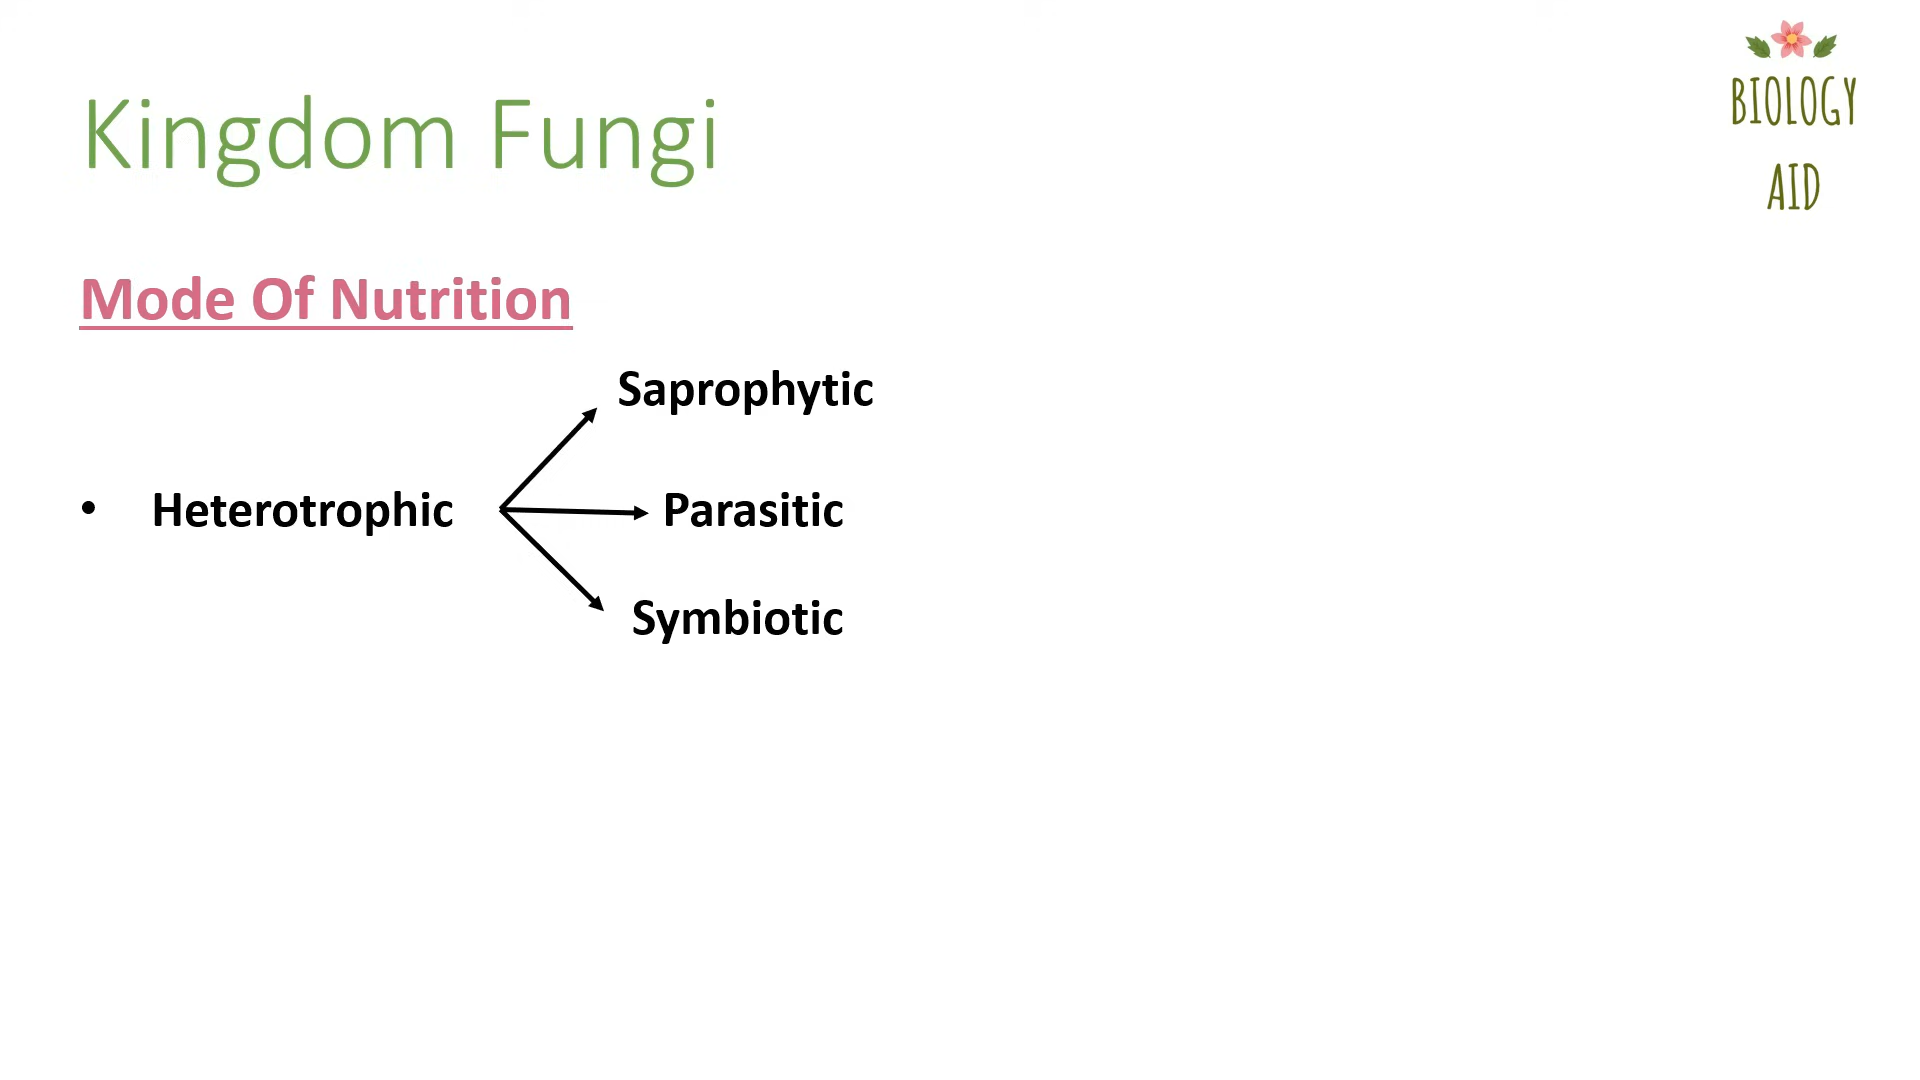 Kingdom Fungi
BIOLOGY
AID
Mode Of Nutrition
Saprophytic
• Heterotrophic
Parasitic
Symbiotic